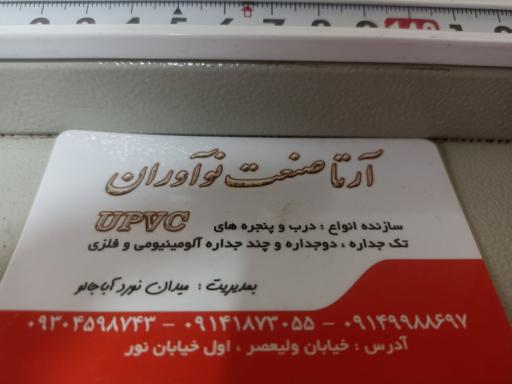 آرتا صنعت نوآوران
سازنده انواع : درب و پنجره های UPVC
تک جداره ، دوجداره و چند جداره آلومینیومی و فلزی
بمدیریت : میدان نورد آباجالو
۰۹۱۴۹۹۸۸۶۹۷ - ۰۹۱۴۱۸۷۳۰۵۵ - ۰۹۳۰۴۵۹۸۷۴۳
آدرس : خیابان ولیعصر ، اول خیابان نور